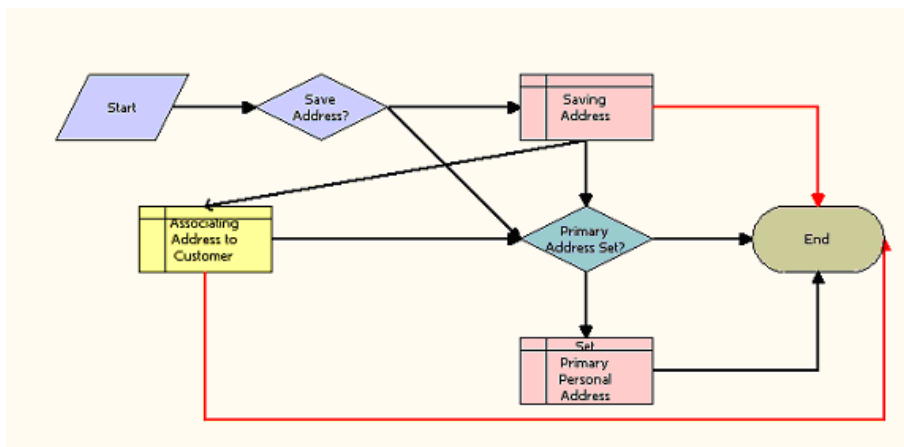 Start
Save
Address?
Saving
Address
Associating
Address to
Customer
Primary
Address Set?
End
Set
Primary
Personal
Address